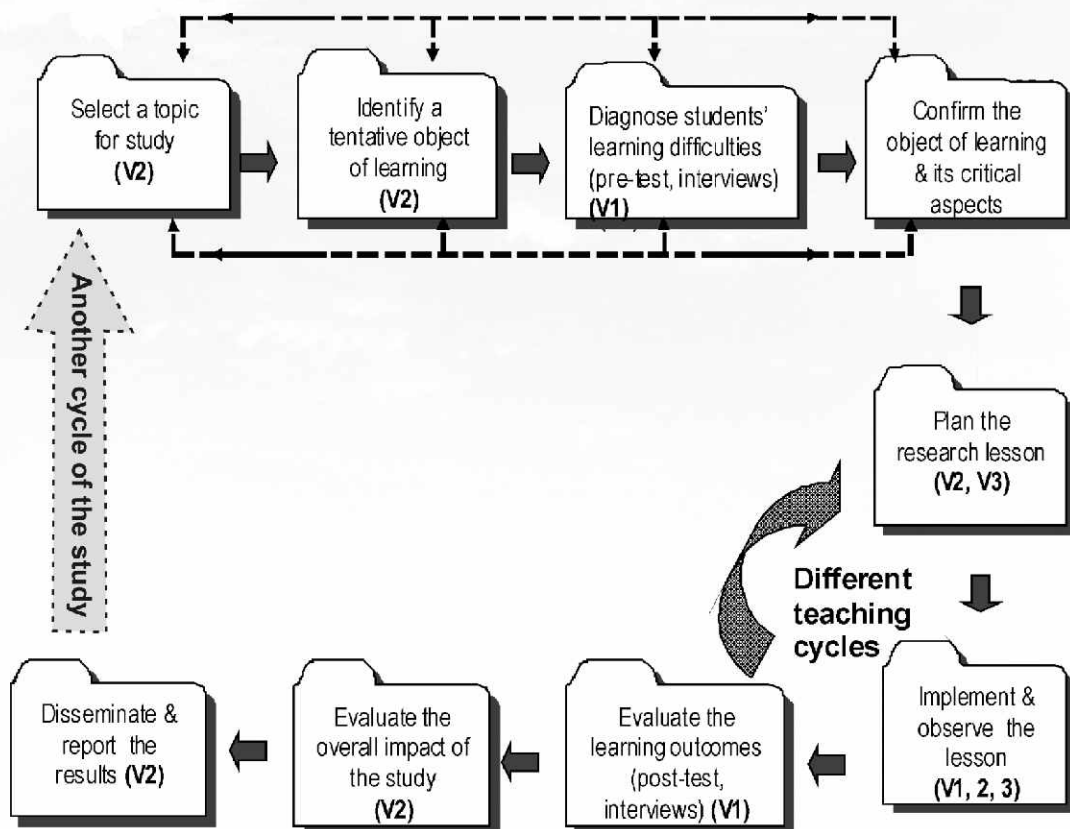 Select a topic
for study
(V2)
Identify a
tentative object
of learning
(V2)
Diagnose students'
learning difficulties
(pre-test, interviews)
(V1)
Confirm the
object of learning
& its critical
aspects
Plan the
research lesson
(V2, V3)
Implement &
observe the
lesson
(V1, 2, 3)
Different
teaching
cycles
Evaluate the
learning outcomes
(post-test,
interviews) (V1)
Evaluate the
overall impact of
the study
(V2)
Disseminate &
report the
results (V2)
Another cycle of the study